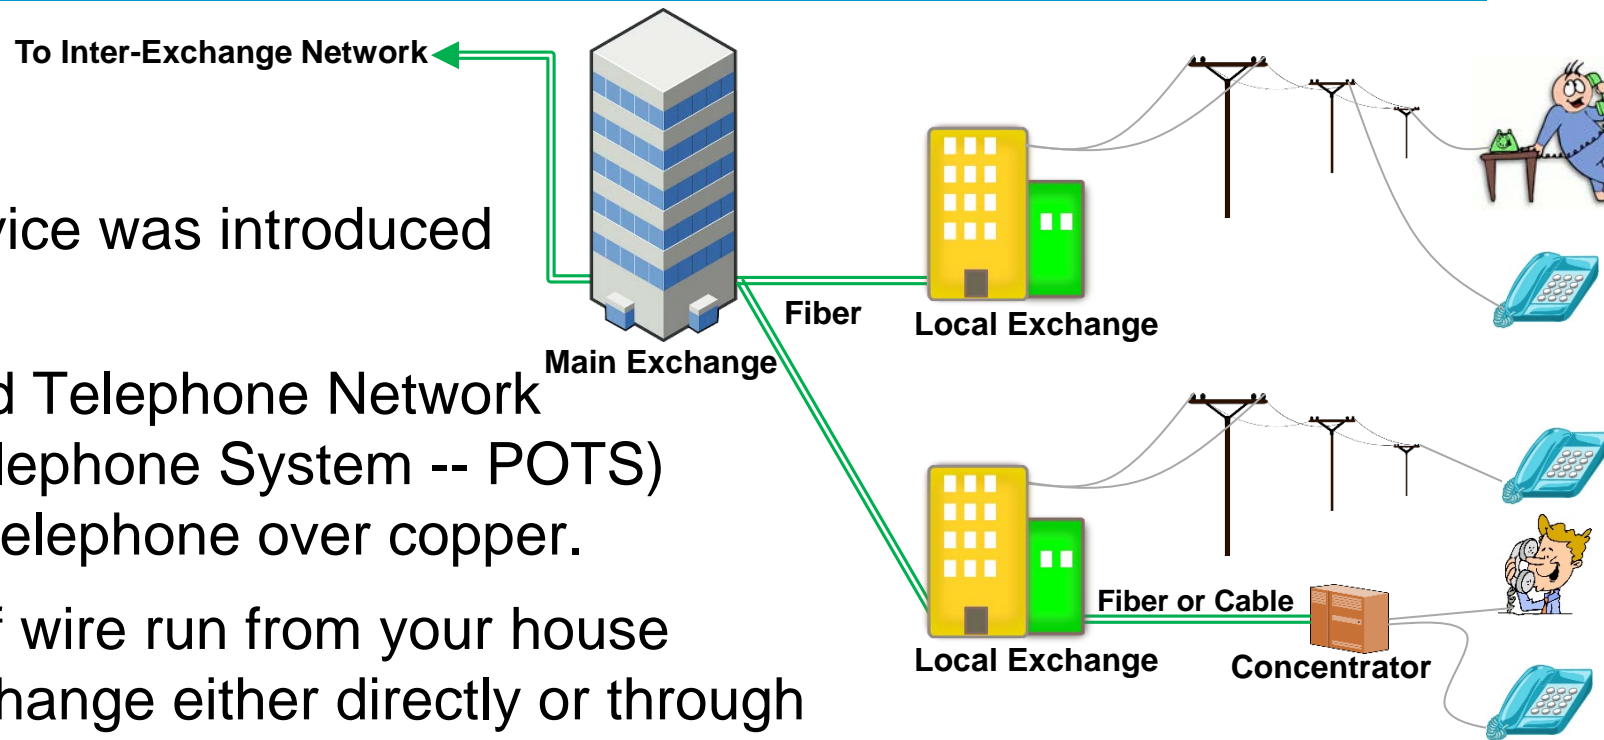 To Inter-Exchange Network
vice was introduced
Fiber
Local Exchange
Main Exchange
d Telephone Network
lephone System -- POTS)
elephone over copper.
f wire run from your house
Fiber or Cable
Local Exchange
Concentrator
hange either directly or through